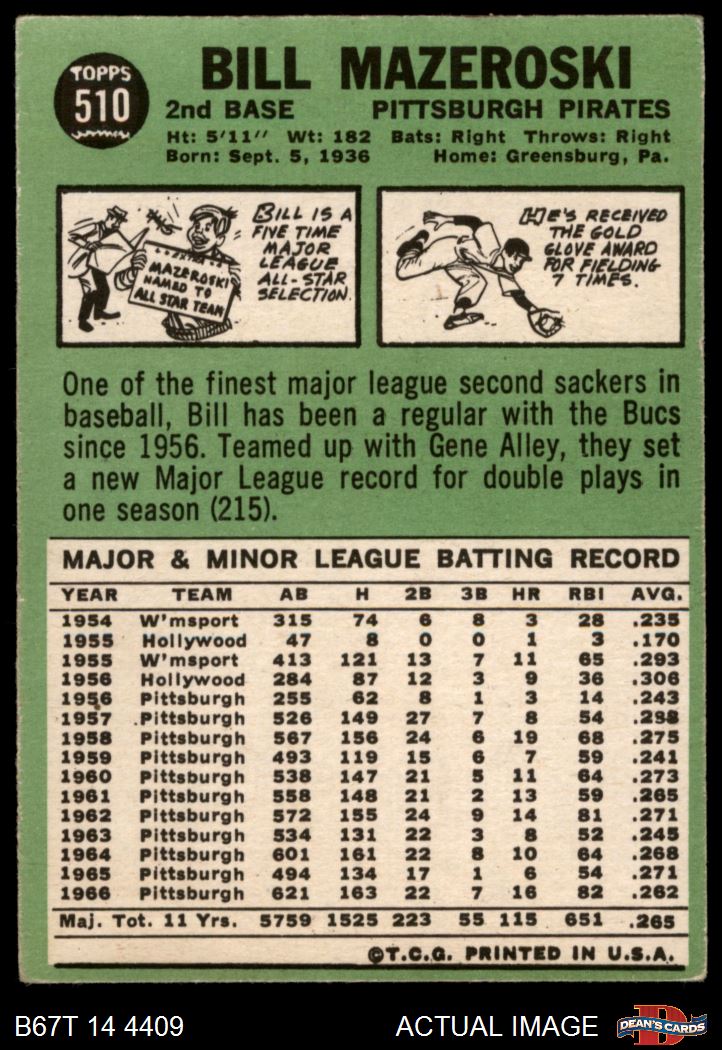 TOPPS
510
BILL MAZEROSKI
2nd BASE PITTSBURGH PIRATES
Ht: 5'11" Wt: 182 Bats: Right Throws: Right
Born: Sept. 5, 1936 Home: Greensburg, Pa.
MAZEROSKI
NAMED TO
ALL STAR TEAM
BILL IS A
FIVE TIME
MAJOR
LEAGUE
ALL-STAR
SELECTION.
HE'S RECEIVED
THE GOLD
GLOVE AWARD
FOR FIELDING
7 TIMES.
One of the finest major league second sackers in
baseball, Bill has been a regular with the Bucs
since 1956. Teamed up with Gene Alley, they set
a new Major League record for double plays in
one season (215).
MAJOR & MINOR LEAGUE BATTING RECORD
YEAR TEAM AB H 2B 3B HR RBI AVG.
1954 W'msport 315 74 6 8 3 28 .235
1955 Hollywood 47 8 0 0 1 3 .170
1955 W'msport 413 121 13 7 11 65 .293
1956 Hollywood 284 87 12 3 9 36 .306
1956 Pittsburgh 255 62 8 1 3 14 .243
1957 Pittsburgh 526 149 27 7 8 54
1958 Pittsburgh 567 156 24 6 19 68 .275
1959 Pittsburgh 493 119 15 6 7 59 .241
1960 Pittsburgh 538 147 21 5 11 64 .273
1961 Pittsburgh 558 148 21 2 13 59 .265
1962 Pittsburgh 572 155 24 9 14 81 .271
1963 Pittsburgh 534 131 22 3 8 52 .245
1964 Pittsburgh 601 161 22 8 10 64 .268
1965 Pittsburgh 494 134 17 1 6 54 .271
1966 Pittsburgh 621 163 22 7 16 82 .262
Maj. Tot. 11 Yrs. 5759 1525 223 55 115 651 .265
©T.C.G. PRINTED IN U.S.A.
B67T 14 4409 ACTUAL IMAGE
D
DEAN'S CARDS